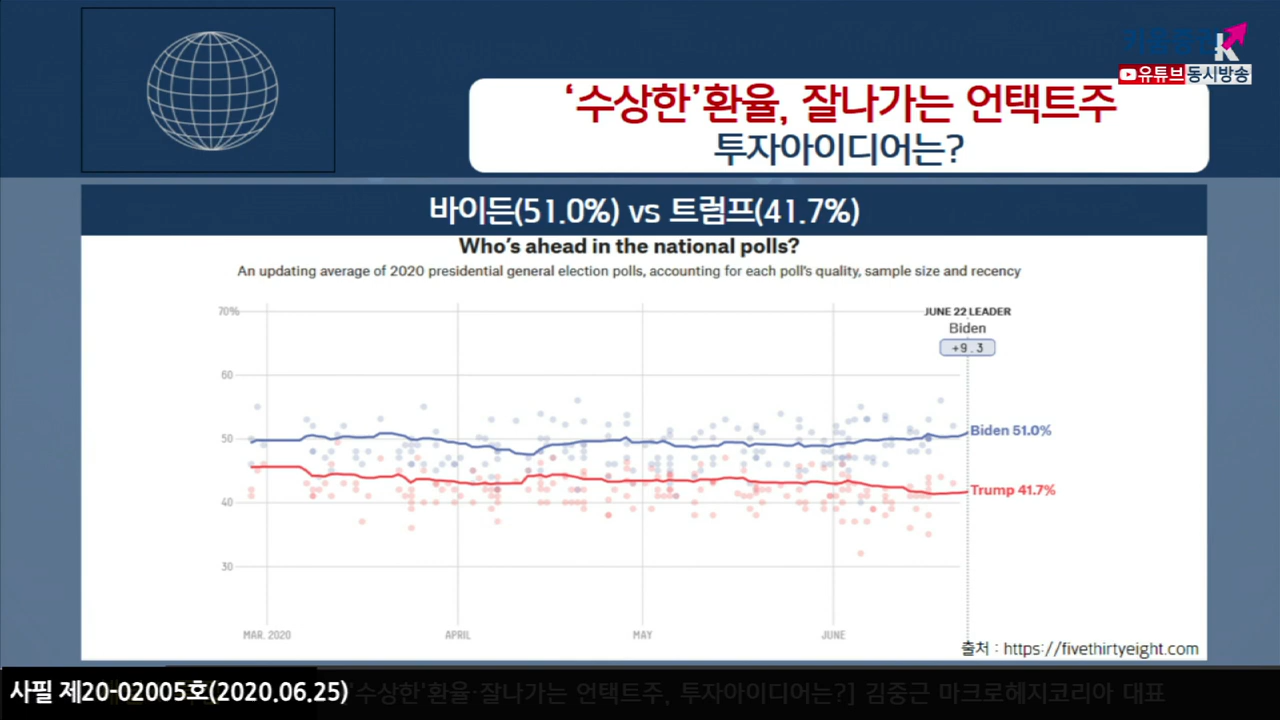 키움증권
유튜브동시방송
‘수상한’환율, 잘나가는 언택트주
투자아이디어는?
바이든(51.0%) vs 트럼프(41.7%)
Who’s ahead in the national polls?
An updating average of 2020 presidential general election polls, accounting for each poll’s quality, sample size and recency
70%
JUNE 22 LEADER
Biden
+9.3
60
50
Biden 51.0%
Trump 41.7%
40
30
MAR. 2020 APRIL MAY JUNE
출처 : https://fivethirtyeight.com
사필 제20-02005호(2020.06.25) '수상한'환율·잘나가는 언택트주, 투자아이디어는?] 김중근 마크로헤지코리아 대표